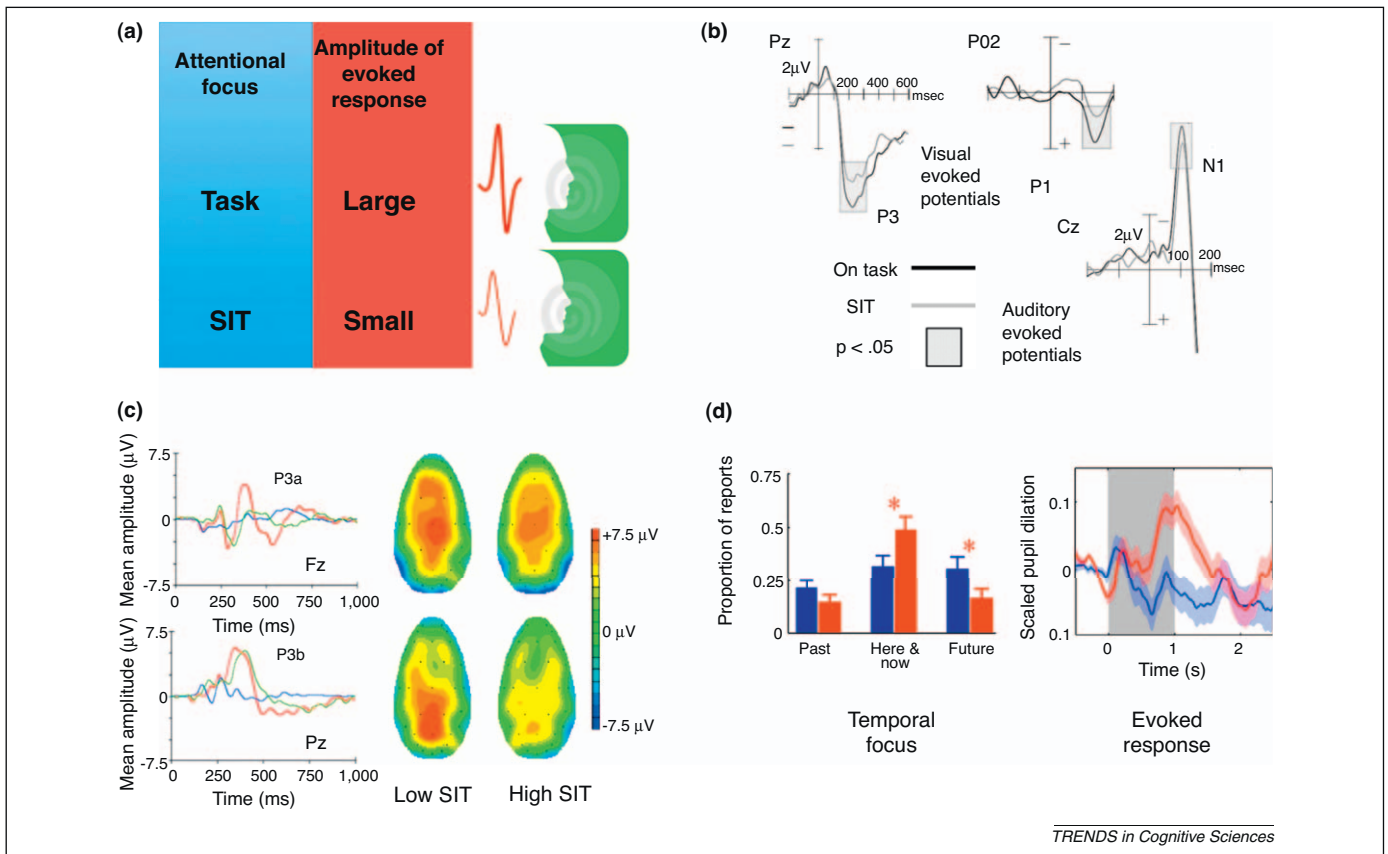 (a)
Attentional
focus
Amplitude of
evoked
response
Task
Large
SIT
Small
(b)
Pz
2μV
200 400 600
msec
P3
Visual
evoked
potentials
P02
−
+
P1
N1
Cz
2μV
−
100 200
msec
+
On task
SIT
p < .05
Auditory
evoked
potentials
(c)
Mean amplitude (μV)
7.5
P3a
0
Fz
-7.5
0 250 500 750 1,000
Time (ms)
Mean amplitude (μV)
7.5
P3b
0
Pz
-7.5
0 250 500 750 1,000
Time (ms)
+7.5 μV
0 μV
-7.5 μV
Low SIT
High SIT
(d)
Proportion of reports
0.75
0.5
0.25
0
* *
Past
Here &
now
Future
Temporal
focus
Scaled pupil dilation
0.1
0
0.1
0 1 2
Time (s)
Evoked
response
TRENDS in Cognitive Sciences